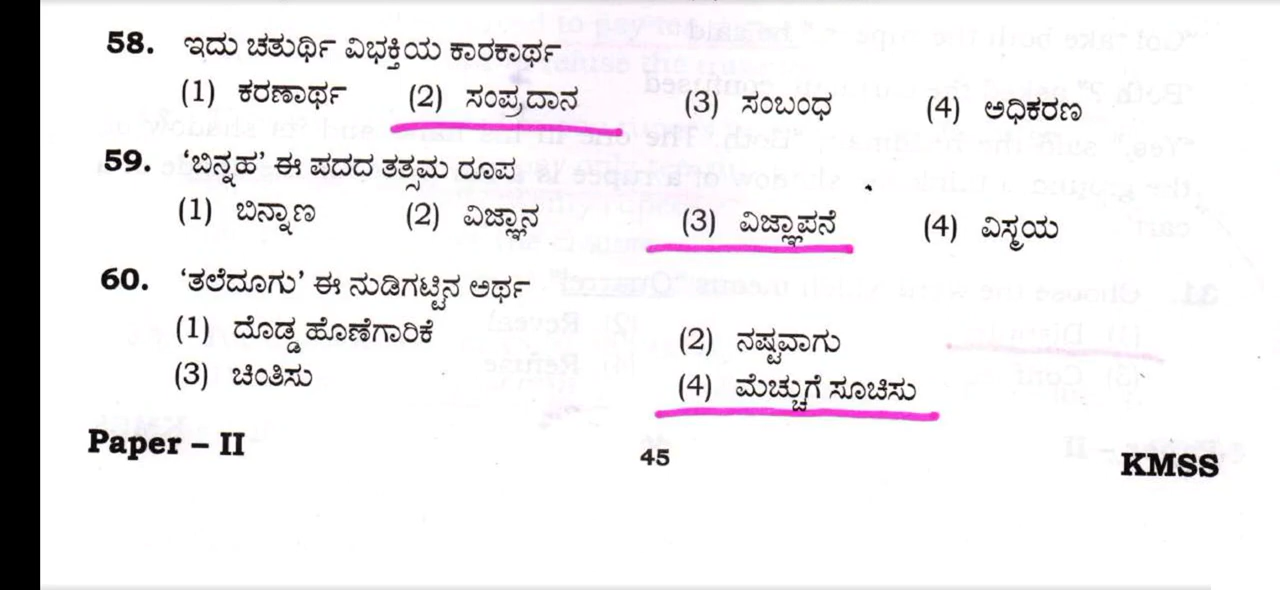 58. ಇದು ಚತುರ್ಥಿ ವಿಭಕ್ತಿಯ ಕಾರಕಾರ್ಥ
(1) ಕರಣಾರ್ಥ (2) ಸಂಪ್ರದಾನ (3) ಸಂಬಂಧ (4) ಅಧಿಕರಣ
59. ‘ಬಿನ್ನಹ’ ಈ ಪದದ ತತ್ಸಮ ರೂಪ
(1) ಬಿನ್ನಾಣ (2) ವಿಜ್ಞಾನ (3) ವಿಜ್ಞಾಪನೆ (4) ವಿಸ್ಮಯ
60. ‘ತಲೆದೂಗು’ ಈ ನುಡಿಗಟ್ಟಿನ ಅರ್ಥ
(1) ದೊಡ್ಡ ಹೊಣೆಗಾರಿಕೆ (2) ನಷ್ಟವಾಗು
(3) ಚಿಂತಿಸು (4) ಮೆಚ್ಚುಗೆ ಸೂಚಿಸು
Paper – II 45 KMSS